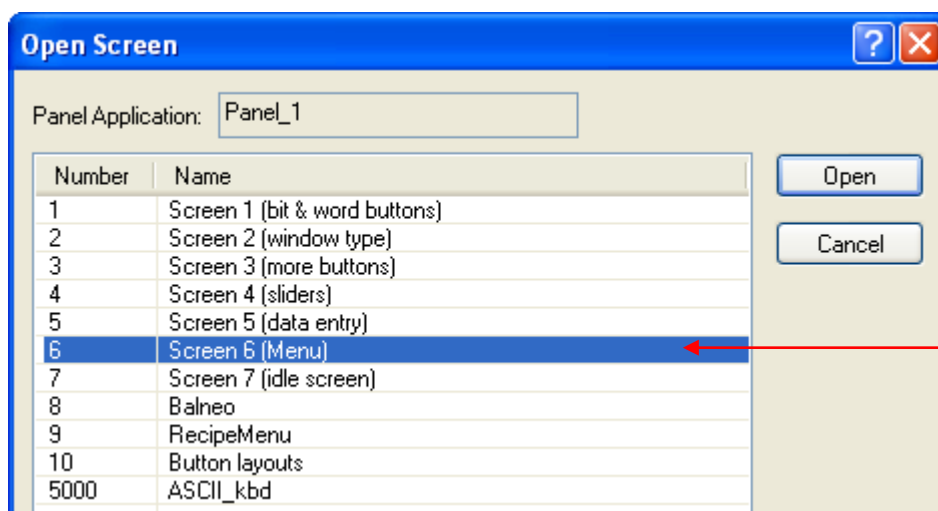 Open Screen
Panel Application: Panel_1
Number Name
1 Screen 1 (bit & word buttons)
2 Screen 2 (window type)
3 Screen 3 (more buttons)
4 Screen 4 (sliders)
5 Screen 5 (data entry)
6 Screen 6 (Menu)
7 Screen 7 (idle screen)
8 Balneo
9 RecipeMenu
10 Button layouts
5000 ASCII_kbd
Open
Cancel